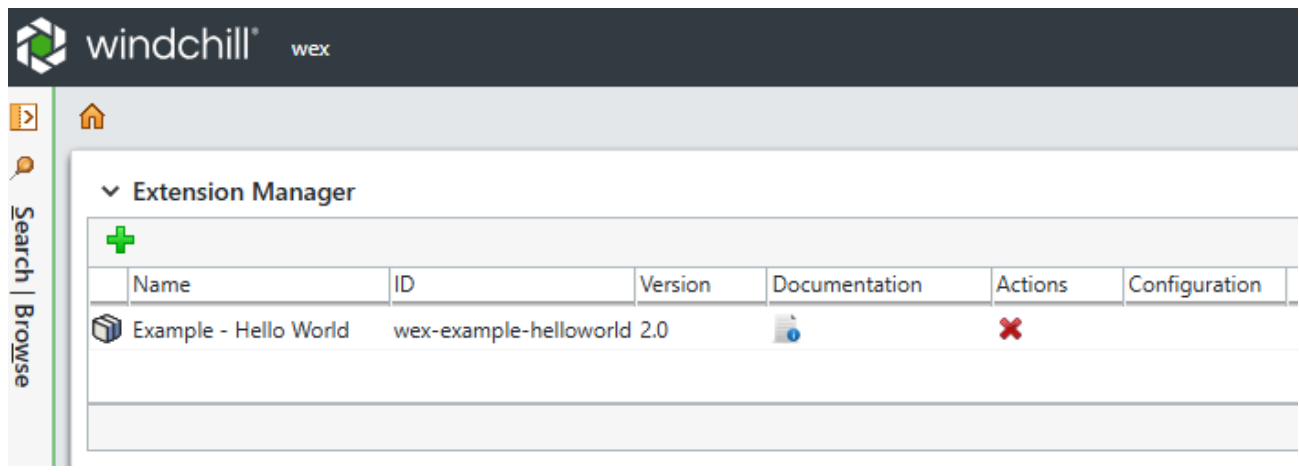 windchill® wex
Search | Browse
Extension Manager
Name ID Version Documentation Actions Configuration
Example - Hello World wex-example-helloworld 2.0